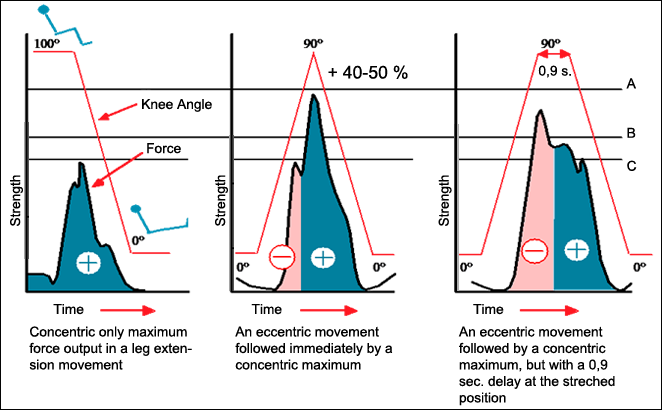 100º
90º
90º
+ 40-50 %
0,9 s.
A
Knee Angle
B
Force
C
Strength
Strength
Strength
0º
0º
0º
0º
0º
Time
Time
Time
Concentric only maximum
force output in a leg exten-
sion movement
An eccentric movement
followed immediately by a
concentric maximum
An eccentric movement
followed by a concentric
maximum, but with a 0,9
sec. delay at the streched
position